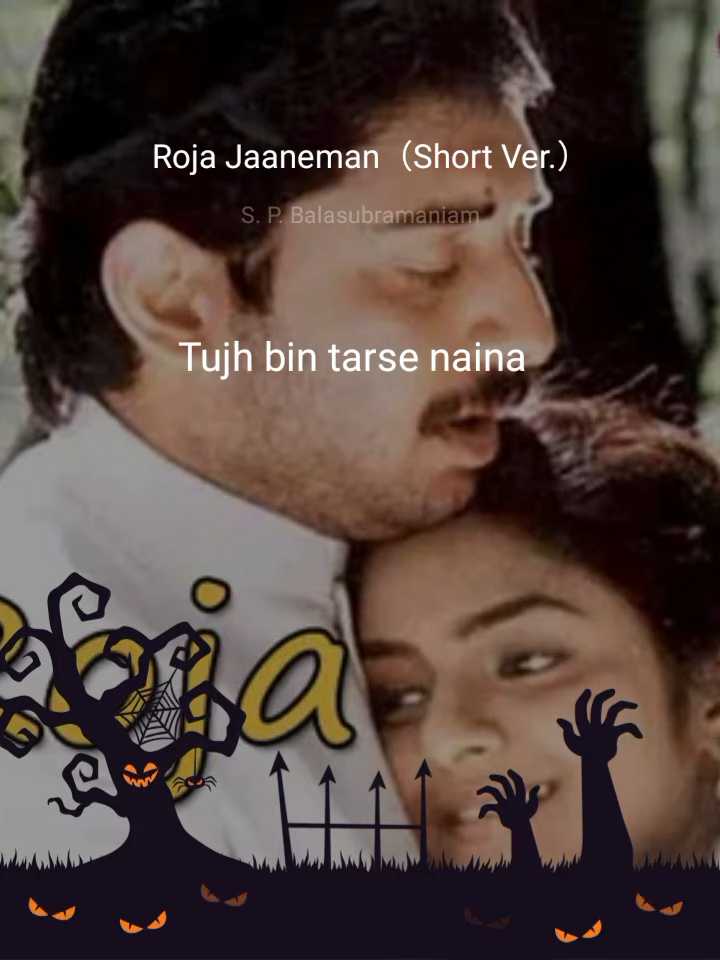 Roja Jaaneman（Short Ver.）
S. P. Balasubramaniam
Tujh bin tarse naina
Roja